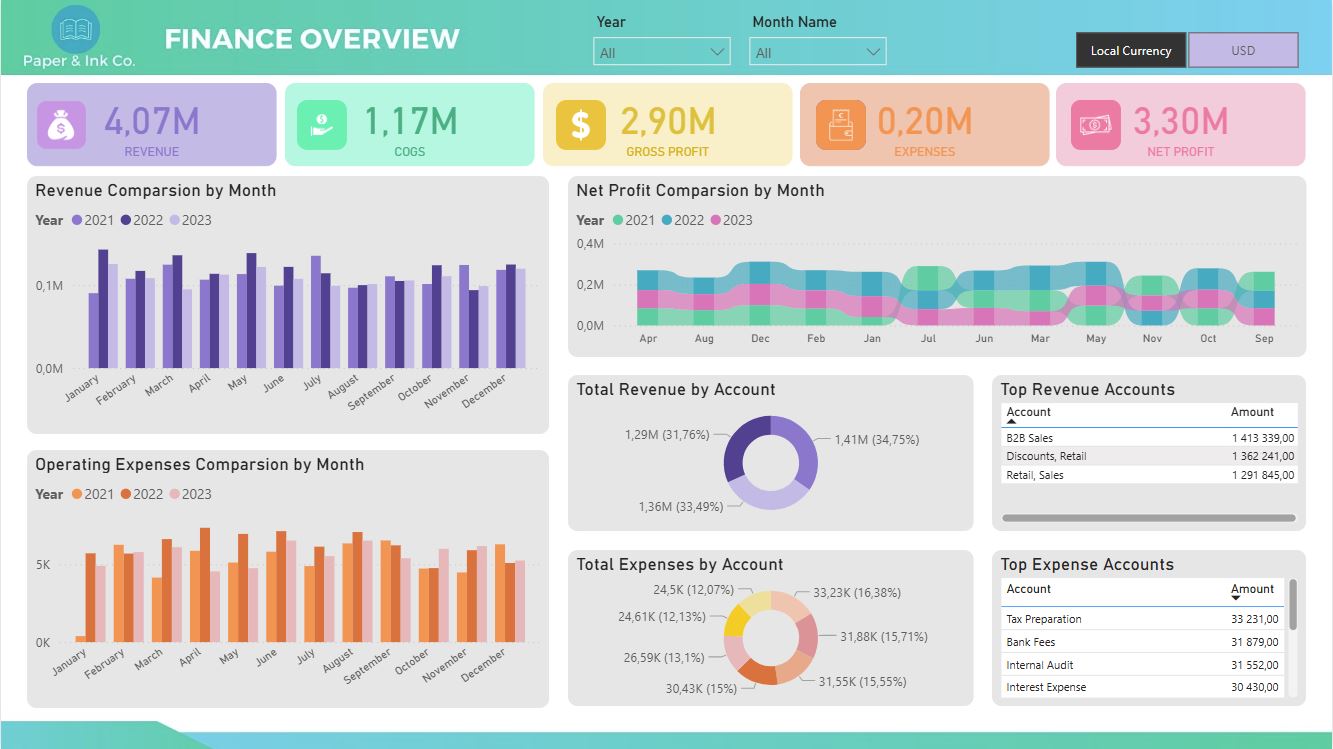 Paper & Ink Co.
FINANCE OVERVIEW
Year
All
Month Name
All
Local Currency
USD
4,07M
REVENUE
1,17M
COGS
2,90M
GROSS PROFIT
0,20M
EXPENSES
3,30M
NET PROFIT
Revenue Comparsion by Month
Year 2021 2022 2023
0,1M
0,0M
January February March April May June July August September October November December
Net Profit Comparsion by Month
Year 2021 2022 2023
0,4M
0,2M
0,0M
Apr Aug Dec Feb Jan Jul Jun Mar May Nov Oct Sep
Total Revenue by Account
1,29M (31,76%)
1,41M (34,75%)
1,36M (33,49%)
Top Revenue Accounts
Account Amount
B2B Sales 1 413 339,00
Discounts, Retail 1 362 241,00
Retail, Sales 1 291 845,00
Operating Expenses Comparsion by Month
Year 2021 2022 2023
5K
0K
January February March April May June July August September October November December
Total Expenses by Account
24,5K (12,07%)
33,23K (16,38%)
24,61K (12,13%)
31,88K (15,71%)
26,59K (13,1%)
31,55K (15,55%)
30,43K (15%)
Top Expense Accounts
Account Amount
Tax Preparation 33 231,00
Bank Fees 31 879,00
Internal Audit 31 552,00
Interest Expense 30 430,00